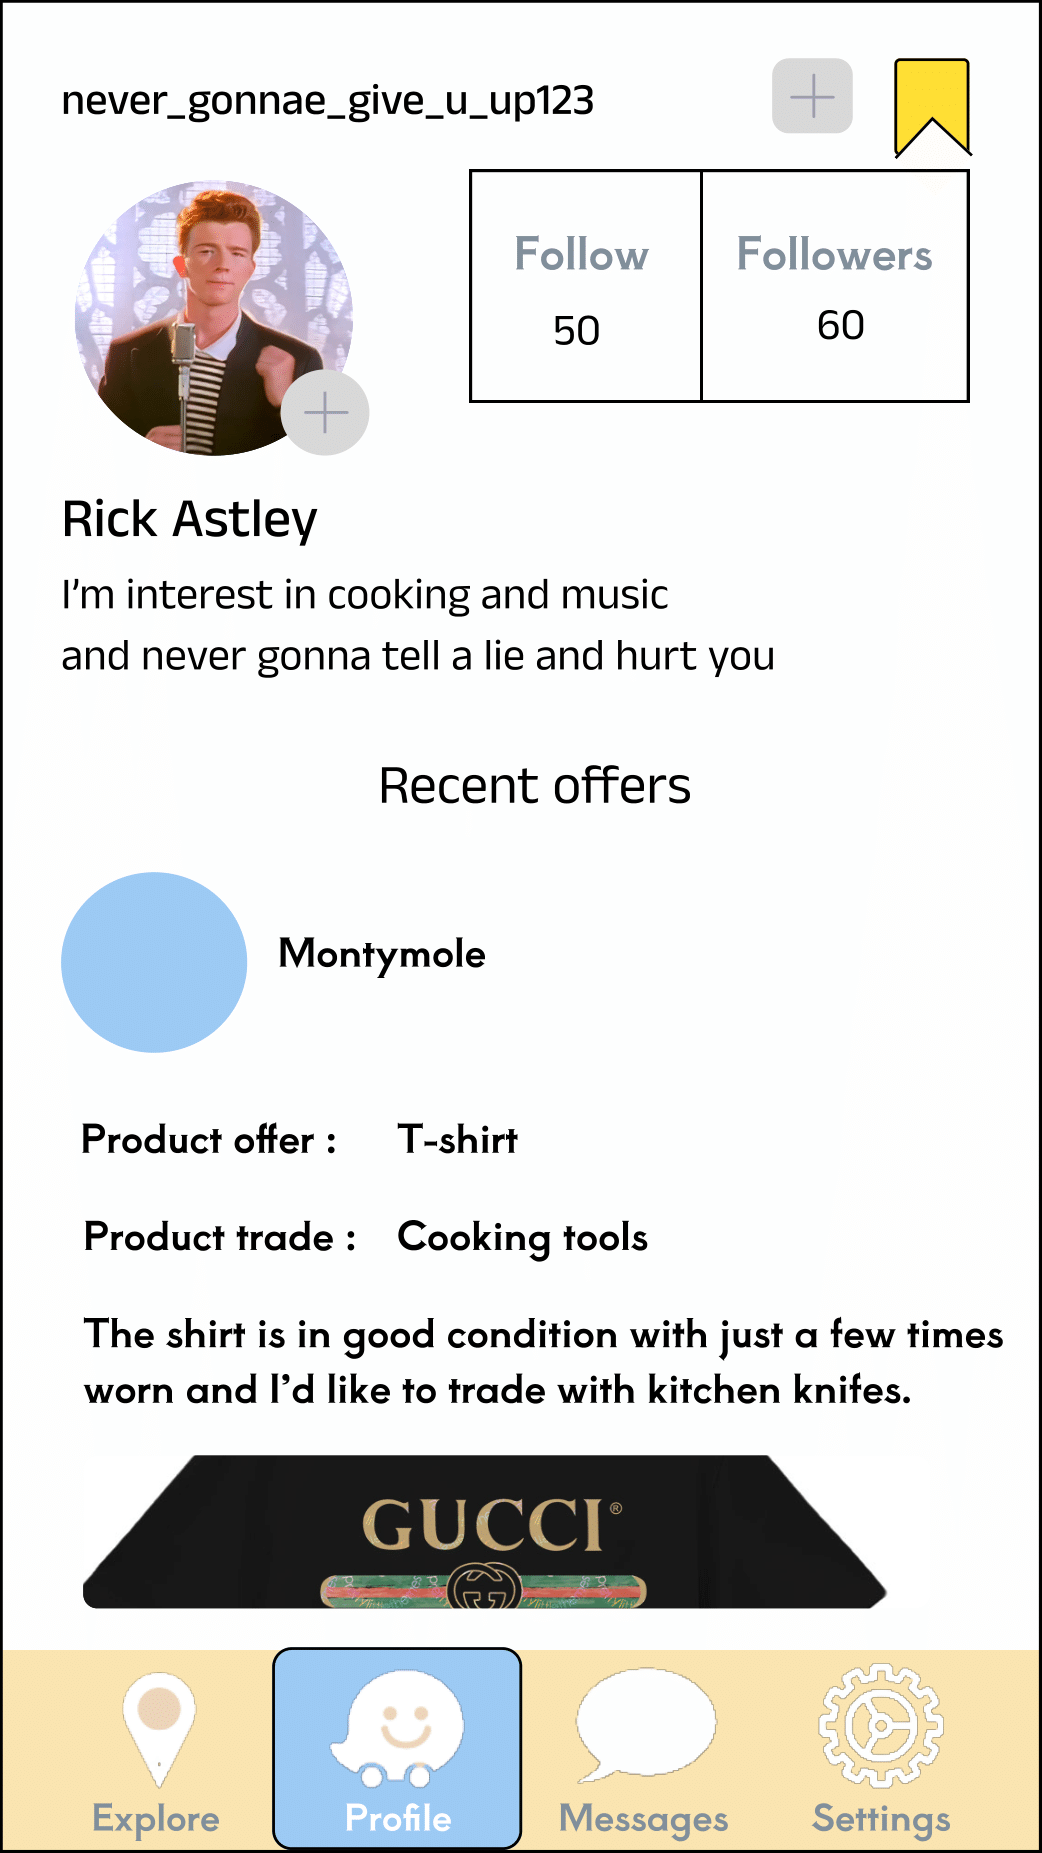 never_gonnae_give_u_up123
Follow Followers
50 60
Rick Astley
I'm interest in cooking and music
and never gonna tell a lie and hurt you
Recent offers
Montymole
Product offer : T-shirt
Product trade : Cooking tools
The shirt is in good condition with just a few times
worn and I'd like to trade with kitchen knifes.
GUCCI®
Explore Profile Messages Settings